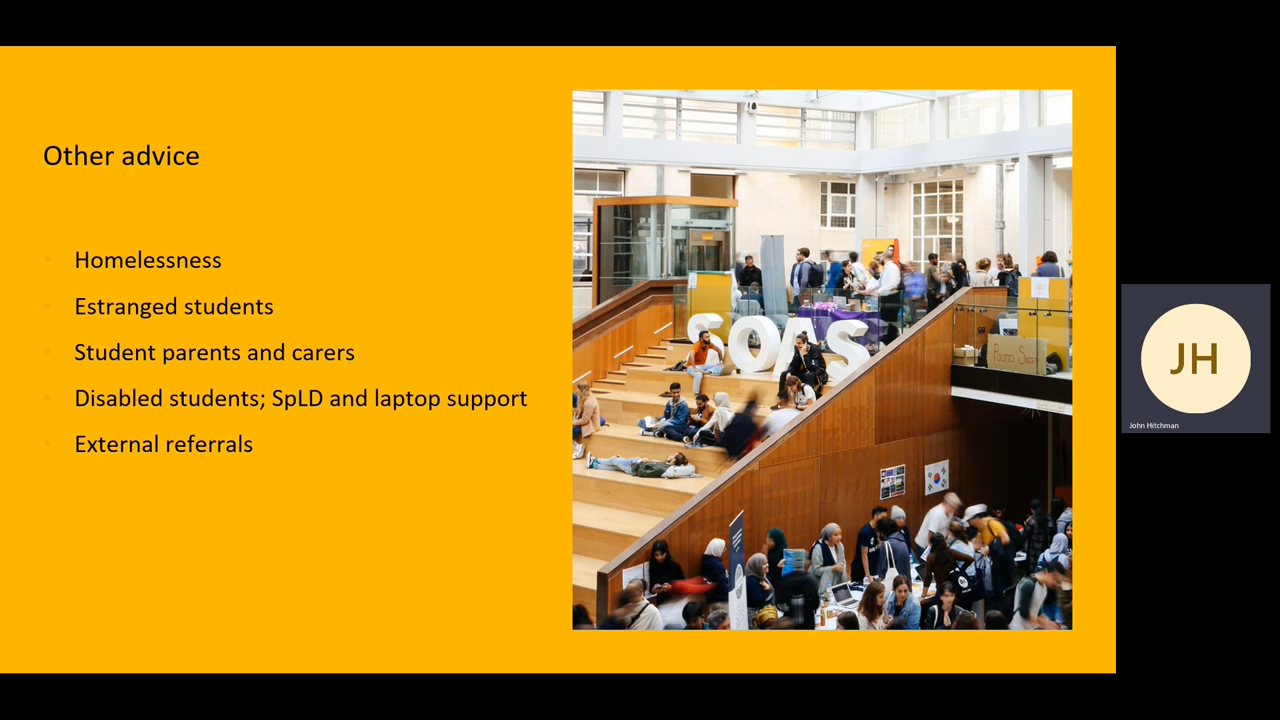 Other advice
Homelessness
Estranged students
Student parents and carers
Disabled students; SpLD and laptop support
External referrals
SOAS
JH
John Hitchman